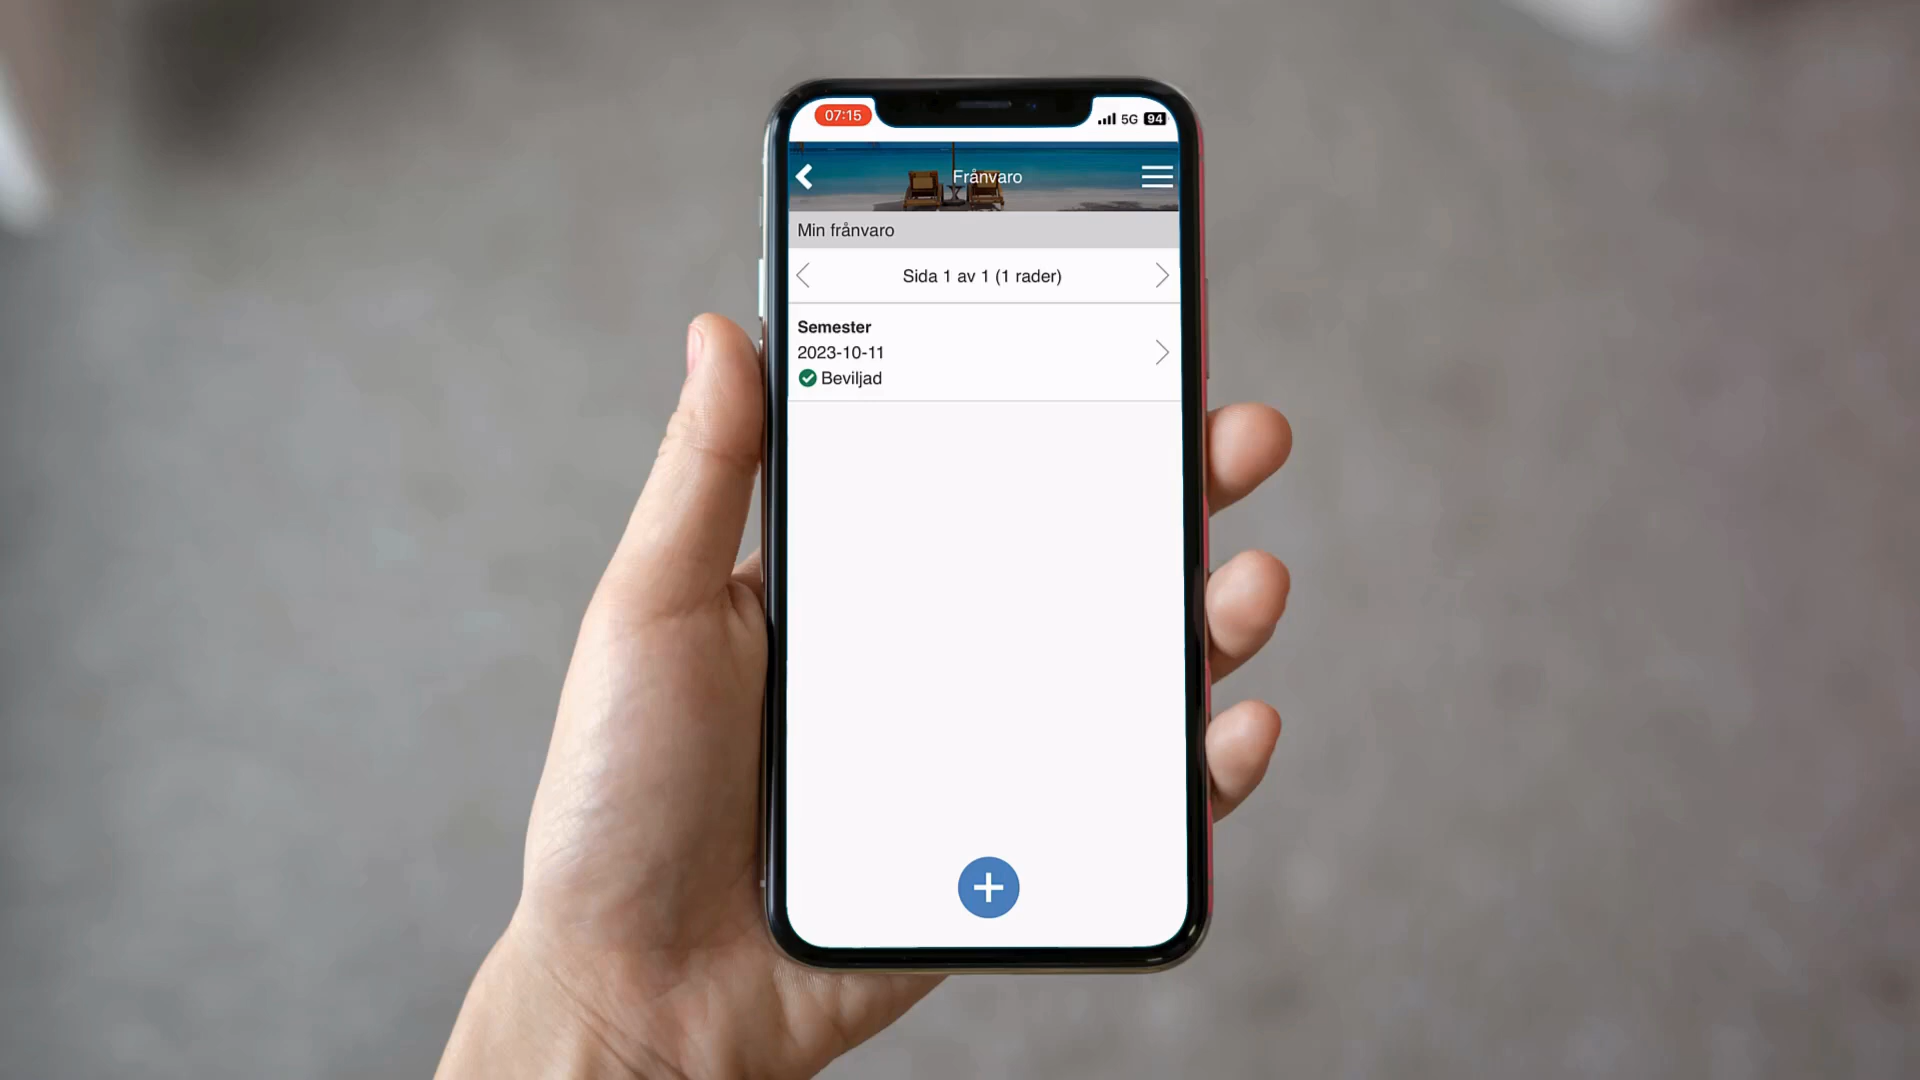 07:15
5G 94
Frånvaro
Min frånvaro
Sida 1 av 1 (1 rader)
Semester
2023-10-11
Beviljad